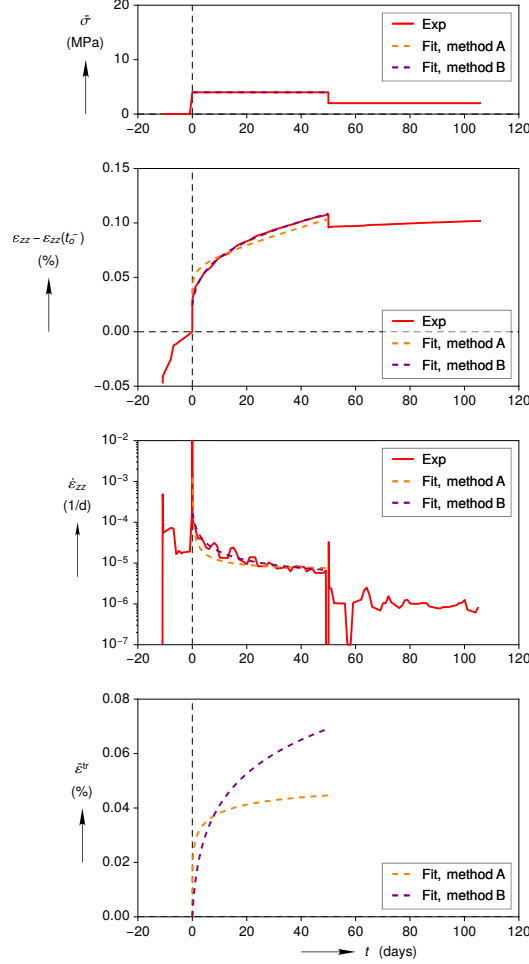 σ̄
(MPa)
20
10
0
Exp
Fit, method A
Fit, method B
−20 0 20 40 60 80 100 120
ε_zz − ε_zz(t_o^−)
(%)
0.15
0.10
0.05
0.00
−0.05
Exp
Fit, method A
Fit, method B
−20 0 20 40 60 80 100 120
ε̇_zz
(1/d)
10^−2
10^−3
10^−4
10^−5
10^−6
10^−7
Exp
Fit, method A
Fit, method B
−20 0 20 40 60 80 100 120
ε̄^tr
(%)
0.08
0.06
0.04
0.02
0.00
Fit, method A
Fit, method B
−20 0 20 40 60 80 100 120
t (days)